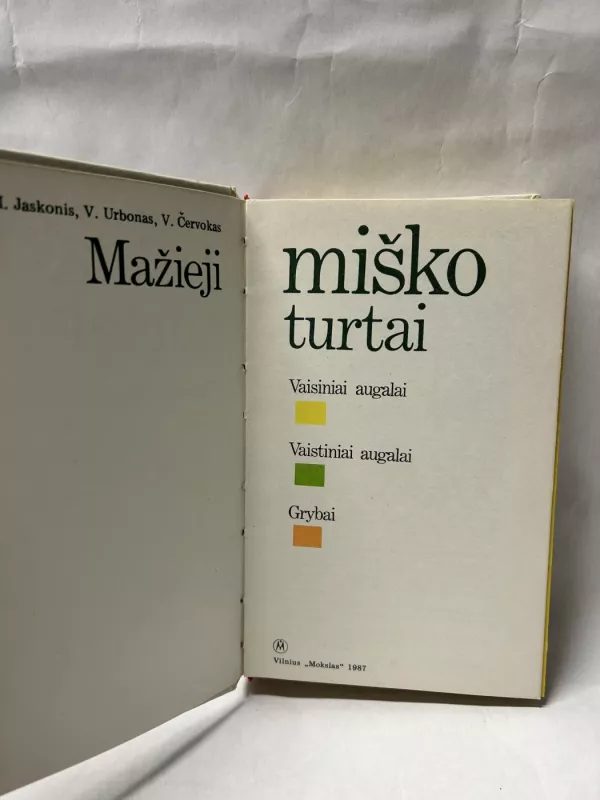 Jaskonis, V. Urbonas, V. Červokas
Mažieji
miško
turtai
Vaisiniai augalai
Vaistiniai augalai
Grybai
M
Vilnius „Mokslas“ 1987